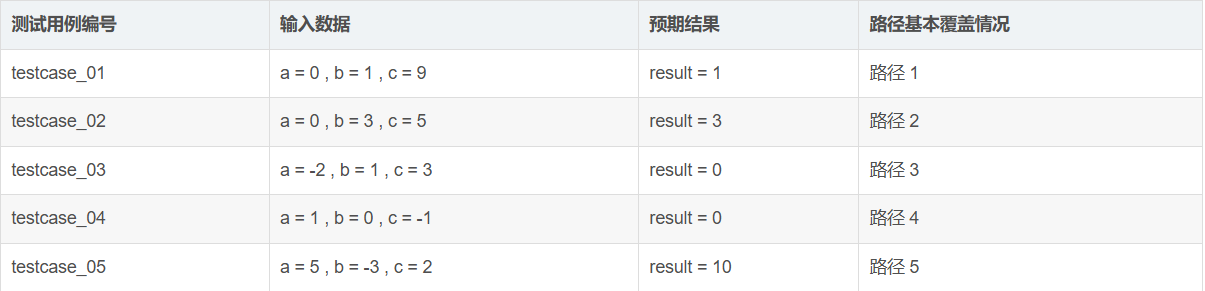 测试用例编号 输入数据 预期结果 路径基本覆盖情况
testcase_01 a = 0 , b = 1 , c = 9 result = 1 路径 1
testcase_02 a = 0 , b = 3 , c = 5 result = 3 路径 2
testcase_03 a = -2 , b = 1 , c = 3 result = 0 路径 3
testcase_04 a = 1 , b = 0 , c = -1 result = 0 路径 4
testcase_05 a = 5 , b = -3 , c = 2 result = 10 路径 5